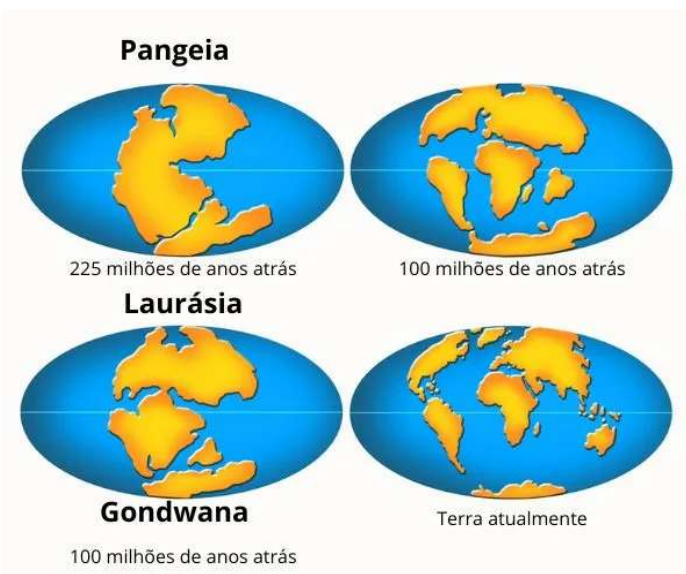 Pangeia
225 milhões de anos atrás
100 milhões de anos atrás
Laurásia
Gondwana
100 milhões de anos atrás
Terra atualmente